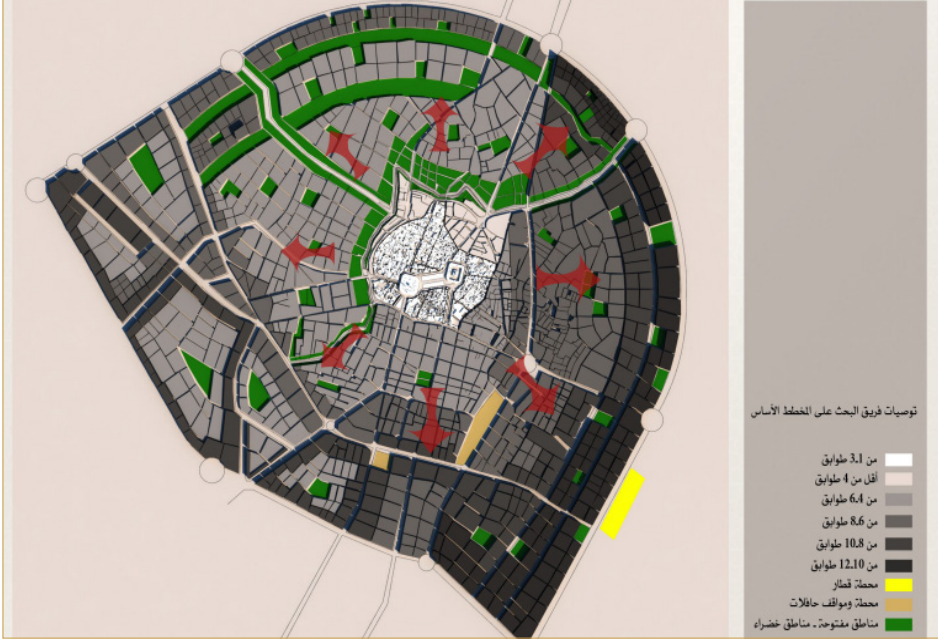 توصيات فريق البحث على المخطط الأساس
من 3.1 طوابق
أقل من 4 طوابق
من 6.4 طوابق
من 8.6 طوابق
من 10.8 طوابق
من 12.10 طوابق
محطة قطار
محطة ومواقف حافلات
مناطق مفتوحة ـ مناطق خضراء